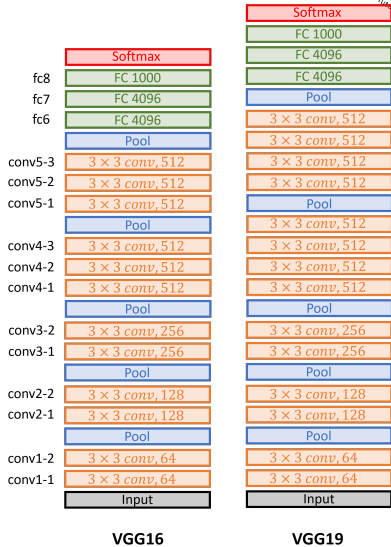 Softmax
fc8 FC 1000
fc7 FC 4096
fc6 FC 4096
Pool
conv5-3 3 × 3 conv, 512
conv5-2 3 × 3 conv, 512
conv5-1 3 × 3 conv, 512
Pool
conv4-3 3 × 3 conv, 512
conv4-2 3 × 3 conv, 512
conv4-1 3 × 3 conv, 512
Pool
conv3-2 3 × 3 conv, 256
conv3-1 3 × 3 conv, 256
Pool
conv2-2 3 × 3 conv, 128
conv2-1 3 × 3 conv, 128
Pool
conv1-2 3 × 3 conv, 64
conv1-1 3 × 3 conv, 64
Input
VGG16
Softmax
FC 1000
FC 4096
FC 4096
Pool
3 × 3 conv, 512
3 × 3 conv, 512
3 × 3 conv, 512
3 × 3 conv, 512
Pool
3 × 3 conv, 512
3 × 3 conv, 512
3 × 3 conv, 512
3 × 3 conv, 512
Pool
3 × 3 conv, 256
3 × 3 conv, 256
Pool
3 × 3 conv, 128
3 × 3 conv, 128
Pool
3 × 3 conv, 64
3 × 3 conv, 64
Input
VGG19